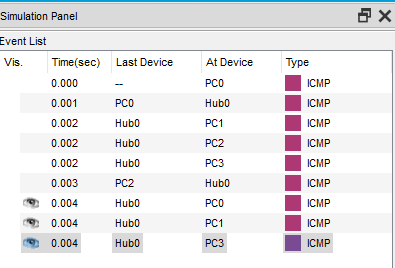 Simulation Panel
Event List
Vis. Time(sec) Last Device At Device Type
0.000 -- PC0 ICMP
0.001 PC0 Hub0 ICMP
0.002 Hub0 PC1 ICMP
0.002 Hub0 PC2 ICMP
0.002 Hub0 PC3 ICMP
0.003 PC2 Hub0 ICMP
0.004 Hub0 PC0 ICMP
0.004 Hub0 PC1 ICMP
0.004 Hub0 PC3 ICMP